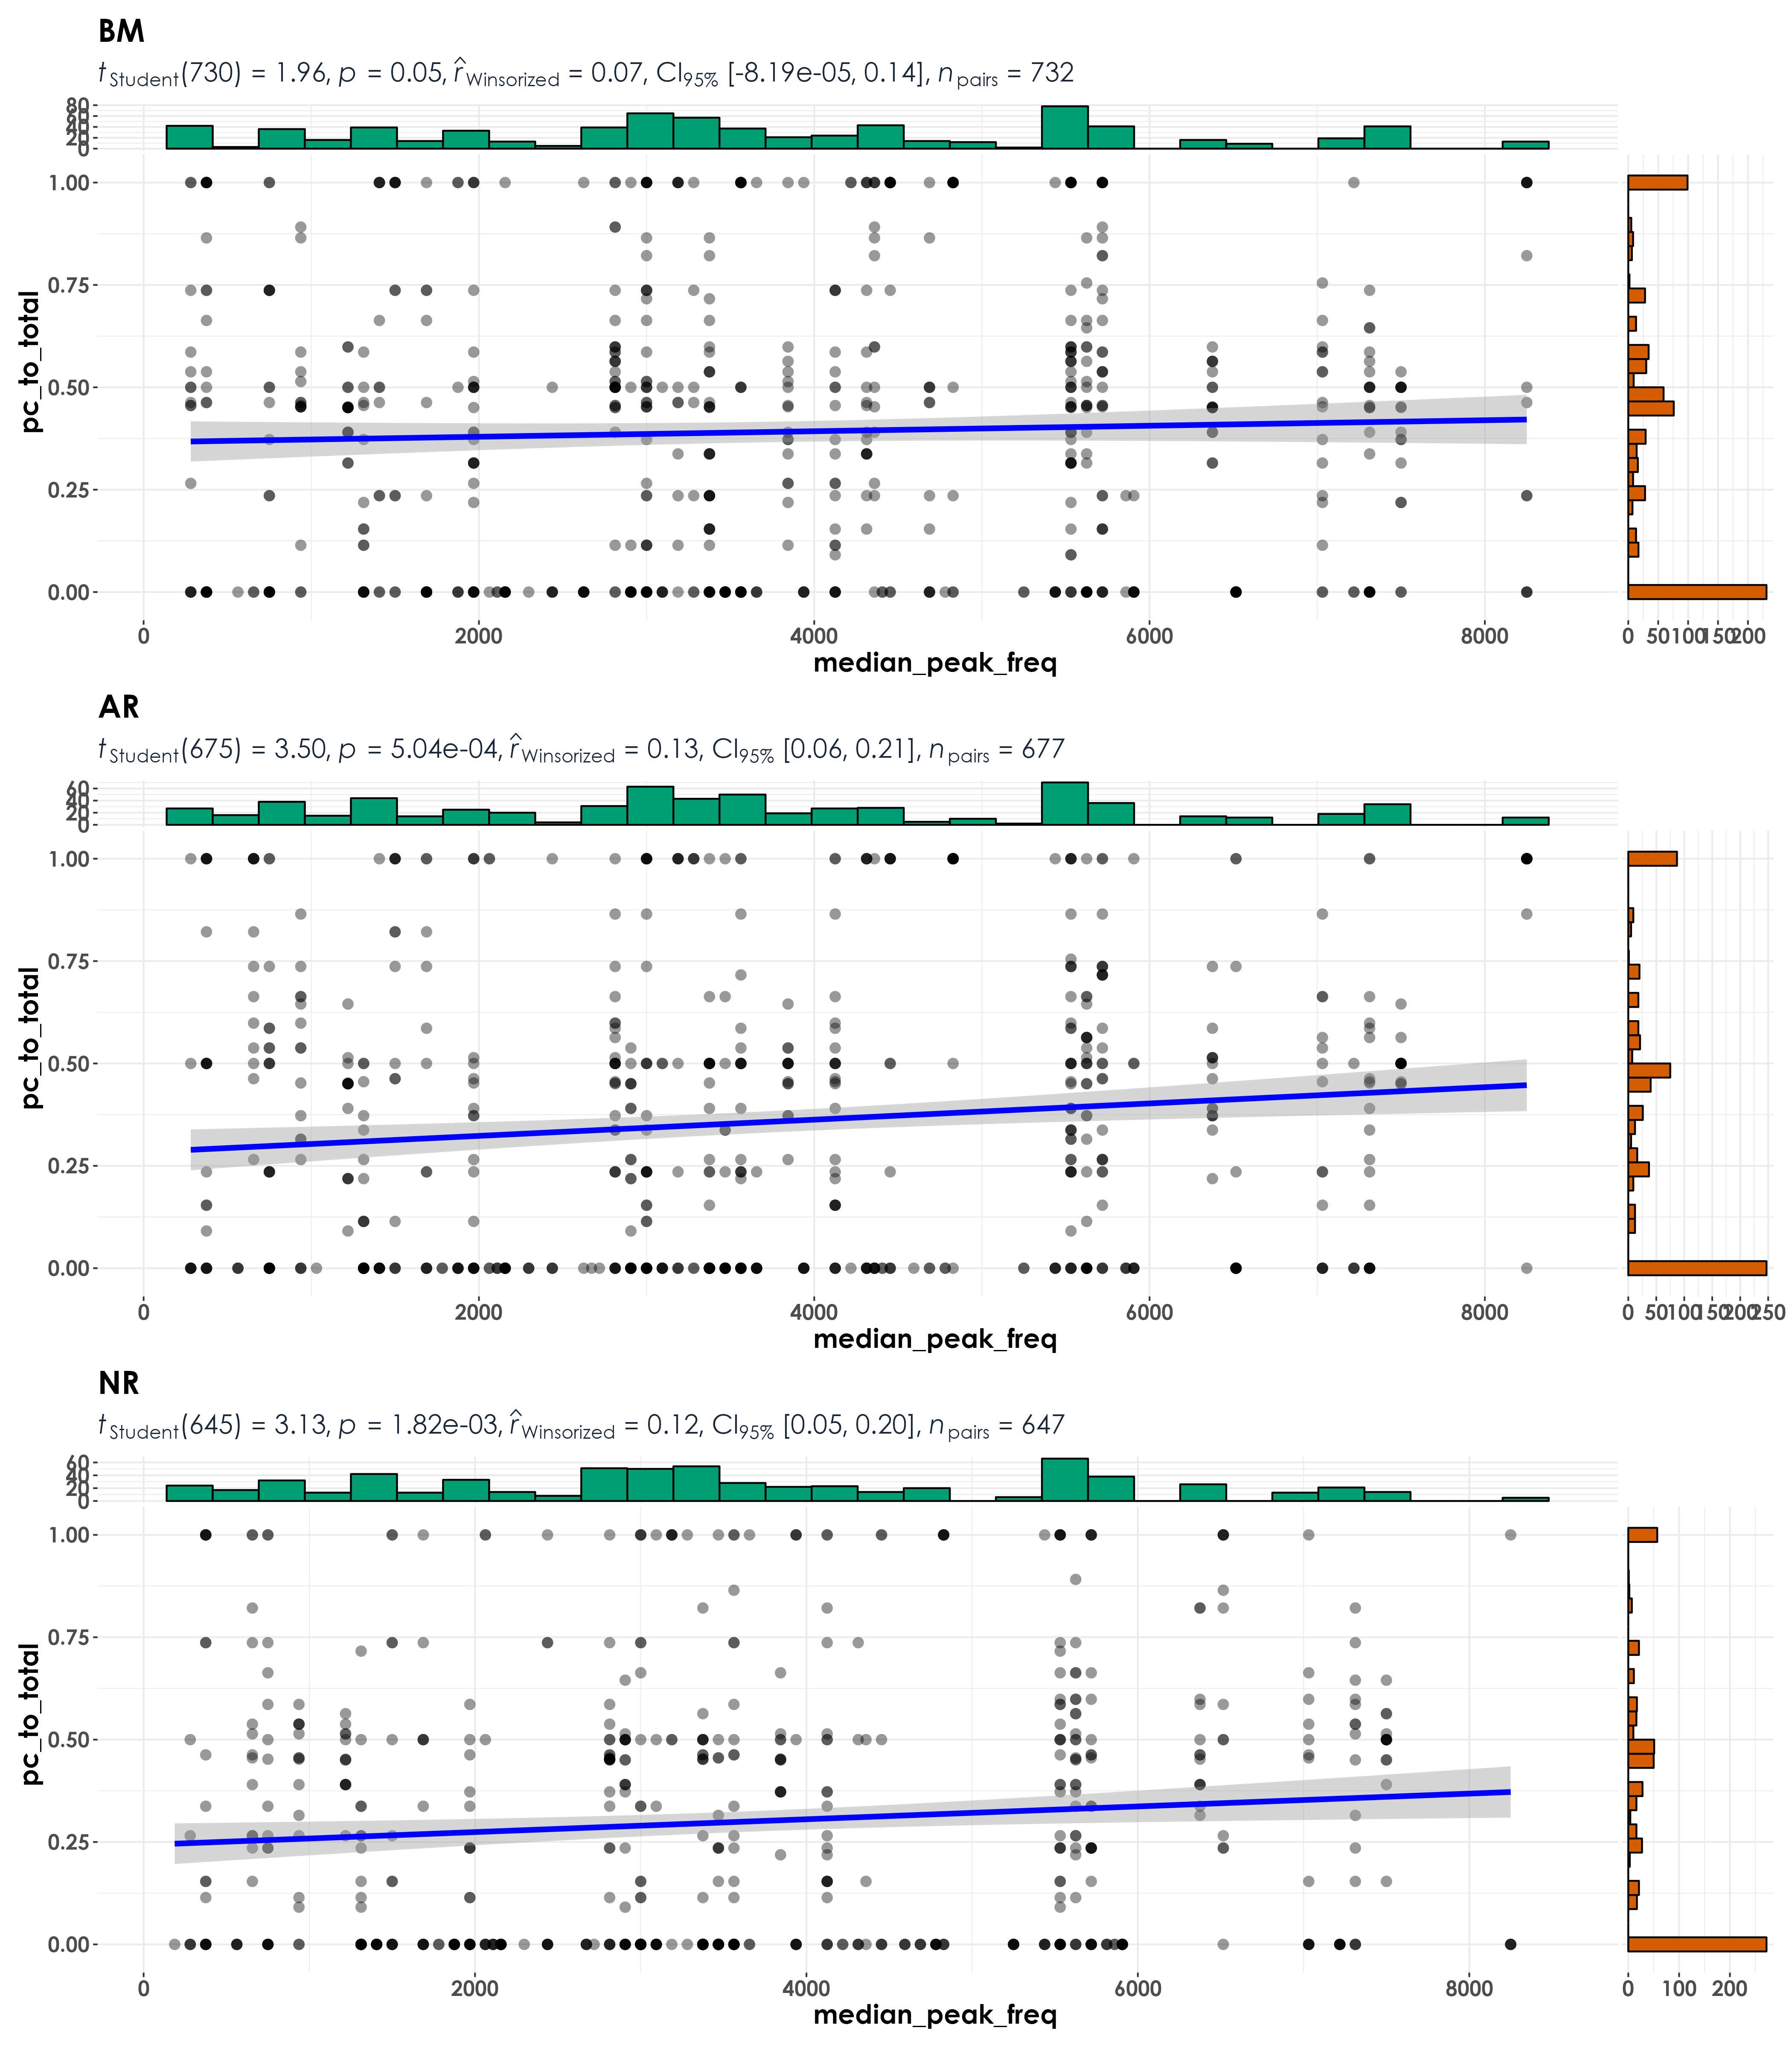 BM
t Student(730) = 1.96, p = 0.05, r̂ Winsorized = 0.07, CI95% [-8.19e-05, 0.14], n pairs = 732
80
60
40
20
0
1.00
0.75
0.50
0.25
0.00
pc_to_total
0 2000 4000 6000 8000
0 50 100 150 200
median_peak_freq
AR
t Student(675) = 3.50, p = 5.04e-04, r̂ Winsorized = 0.13, CI95% [0.06, 0.21], n pairs = 677
60
40
20
0
1.00
0.75
0.50
0.25
0.00
pc_to_total
0 2000 4000 6000 8000
0 50 100 150 200 250
median_peak_freq
NR
t Student(645) = 3.13, p = 1.82e-03, r̂ Winsorized = 0.12, CI95% [0.05, 0.20], n pairs = 647
60
40
20
0
1.00
0.75
0.50
0.25
0.00
pc_to_total
0 2000 4000 6000 8000
0 100 200
median_peak_freq